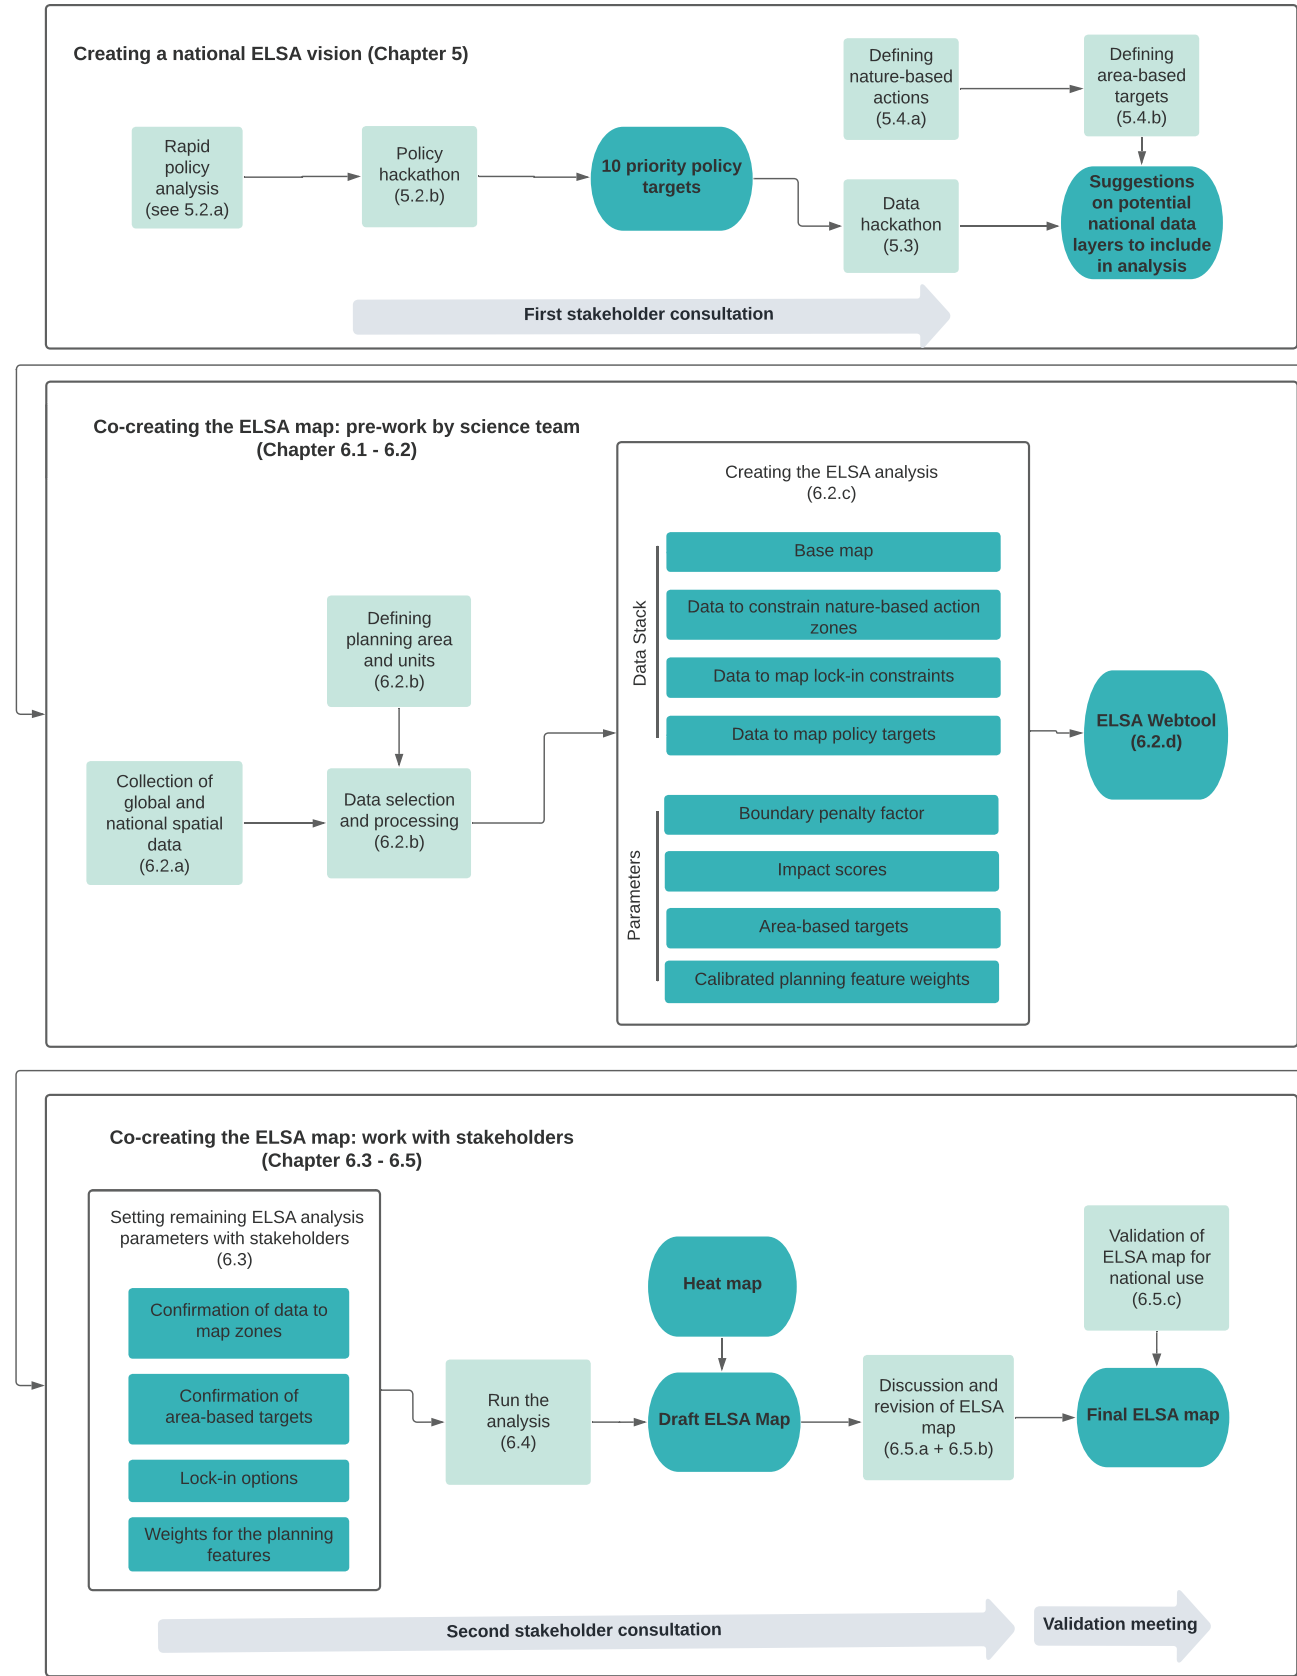 Creating a national ELSA vision (Chapter 5)
Rapid
policy
analysis
(see 5.2.a)
Policy
hackathon
(5.2.b)
10 priority policy
targets
Defining
nature-based
actions
(5.4.a)
Defining
area-based
targets
(5.4.b)
Data
hackathon
(5.3)
Suggestions
on potential
national data
layers to include
in analysis
First stakeholder consultation
Co-creating the ELSA map: pre-work by science team
(Chapter 6.1 - 6.2)
Collection of
global and
national spatial
data
(6.2.a)
Defining
planning area
and units
(6.2.b)
Data selection
and processing
(6.2.b)
Creating the ELSA analysis
(6.2.c)
Data Stack
Base map
Data to constrain nature-based action
zones
Data to map lock-in constraints
Data to map policy targets
Parameters
Boundary penalty factor
Impact scores
Area-based targets
Calibrated planning feature weights
ELSA Webtool
(6.2.d)
Co-creating the ELSA map: work with stakeholders
(Chapter 6.3 - 6.5)
Setting remaining ELSA analysis
parameters with stakeholders
(6.3)
Confirmation of data to
map zones
Confirmation of
area-based targets
Lock-in options
Weights for the planning
features
Run the
analysis
(6.4)
Heat map
Draft ELSA Map
Discussion and
revision of ELSA
map
(6.5.a + 6.5.b)
Validation of
ELSA map for
national use
(6.5.c)
Final ELSA map
Second stakeholder consultation
Validation meeting